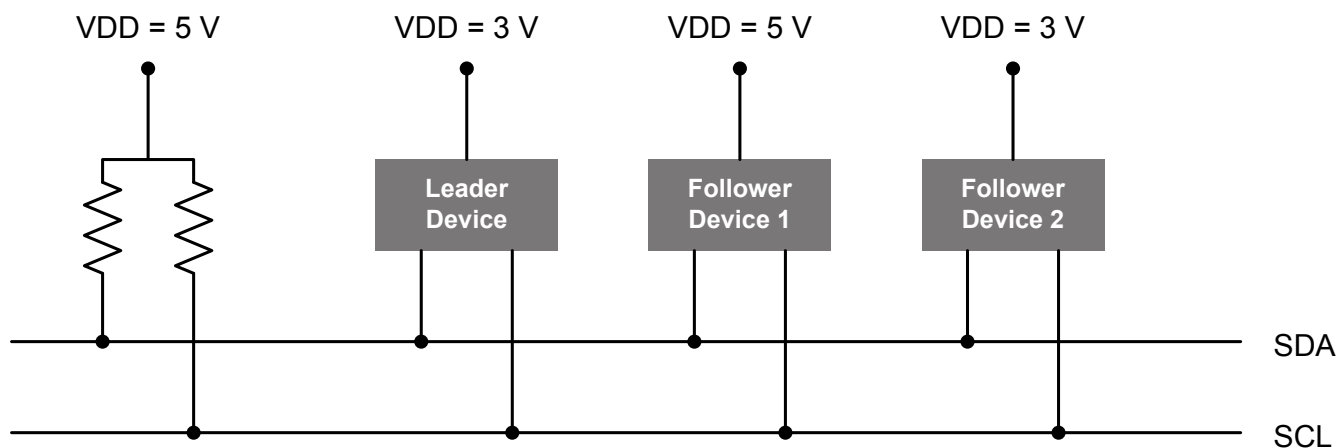 VDD = 5 V
VDD = 3 V
VDD = 5 V
VDD = 3 V
Leader
Device
Follower
Device 1
Follower
Device 2
SDA
SCL